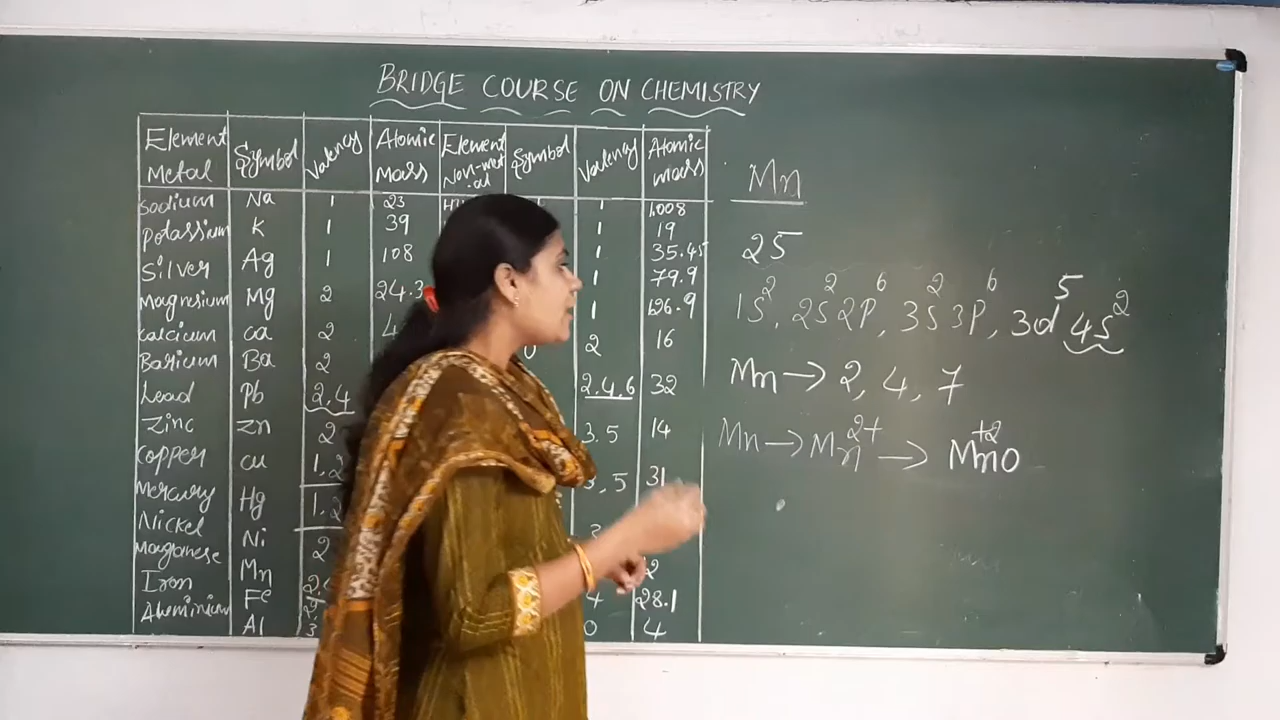 BRIDGE COURSE ON CHEMISTRY
Element Metal | Symbol | Valency | Atomic mass | Element Non-metal | Symbol | Valency | Atomic mass
Sodium Na 1 23 1 1.008
Potassium K 1 39 1 19
Silver Ag 1 108 1 35.45
Magnesium Mg 2 24.3 1 79.9
Calcium Ca 2 1 126.9
Barium Ba 2 2 16
Lead Pb 2,4 2,4,6 32
Zinc Zn 2 3.5 14
Copper Cu 1,2 3,5 31
Mercury Hg 1,2
Nickel Ni 2
Manganese Mn
Iron Fe 4 28.1
Aluminium Al 0 4
Mn
25
1s², 2s² 2p⁶, 3s² 3p⁶, 3d⁵ 4s²
Mn → 2, 4, 7
Mn → Mn²⁺ → Mn⁺²O